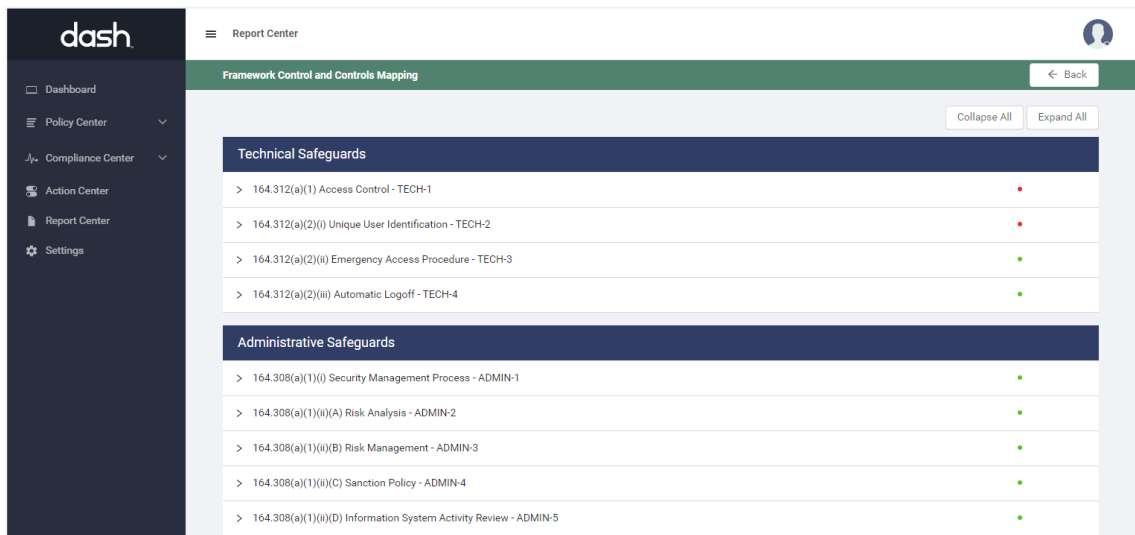 dash
Report Center
Framework Control and Controls Mapping
Back
Dashboard
Policy Center
Compliance Center
Action Center
Report Center
Settings
Collapse All
Expand All
Technical Safeguards
164.312(a)(1) Access Control - TECH-1
164.312(a)(2)(i) Unique User Identification - TECH-2
164.312(a)(2)(ii) Emergency Access Procedure - TECH-3
164.312(a)(2)(iii) Automatic Logoff - TECH-4
Administrative Safeguards
164.308(a)(1)(i) Security Management Process - ADMIN-1
164.308(a)(1)(ii)(A) Risk Analysis - ADMIN-2
164.308(a)(1)(ii)(B) Risk Management - ADMIN-3
164.308(a)(1)(ii)(C) Sanction Policy - ADMIN-4
164.308(a)(1)(ii)(D) Information System Activity Review - ADMIN-5